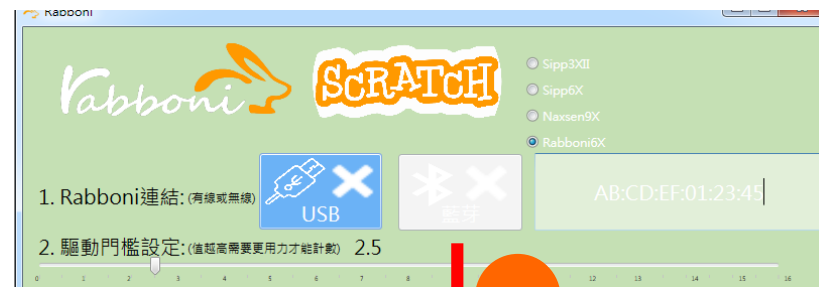 Rabboni
rabboni SCRATCH
Sipp3XII
Sipp6X
Naxsen9X
Rabboni6X
1. Rabboni連結: (有線或無線) USB 藍芽 AB:CD:EF:01:23:45
2. 驅動門檻設定: (值越高需要更用力才能計數) 2.5
0 1 2 3 4 5 6 7 8 12 13 14 15 16